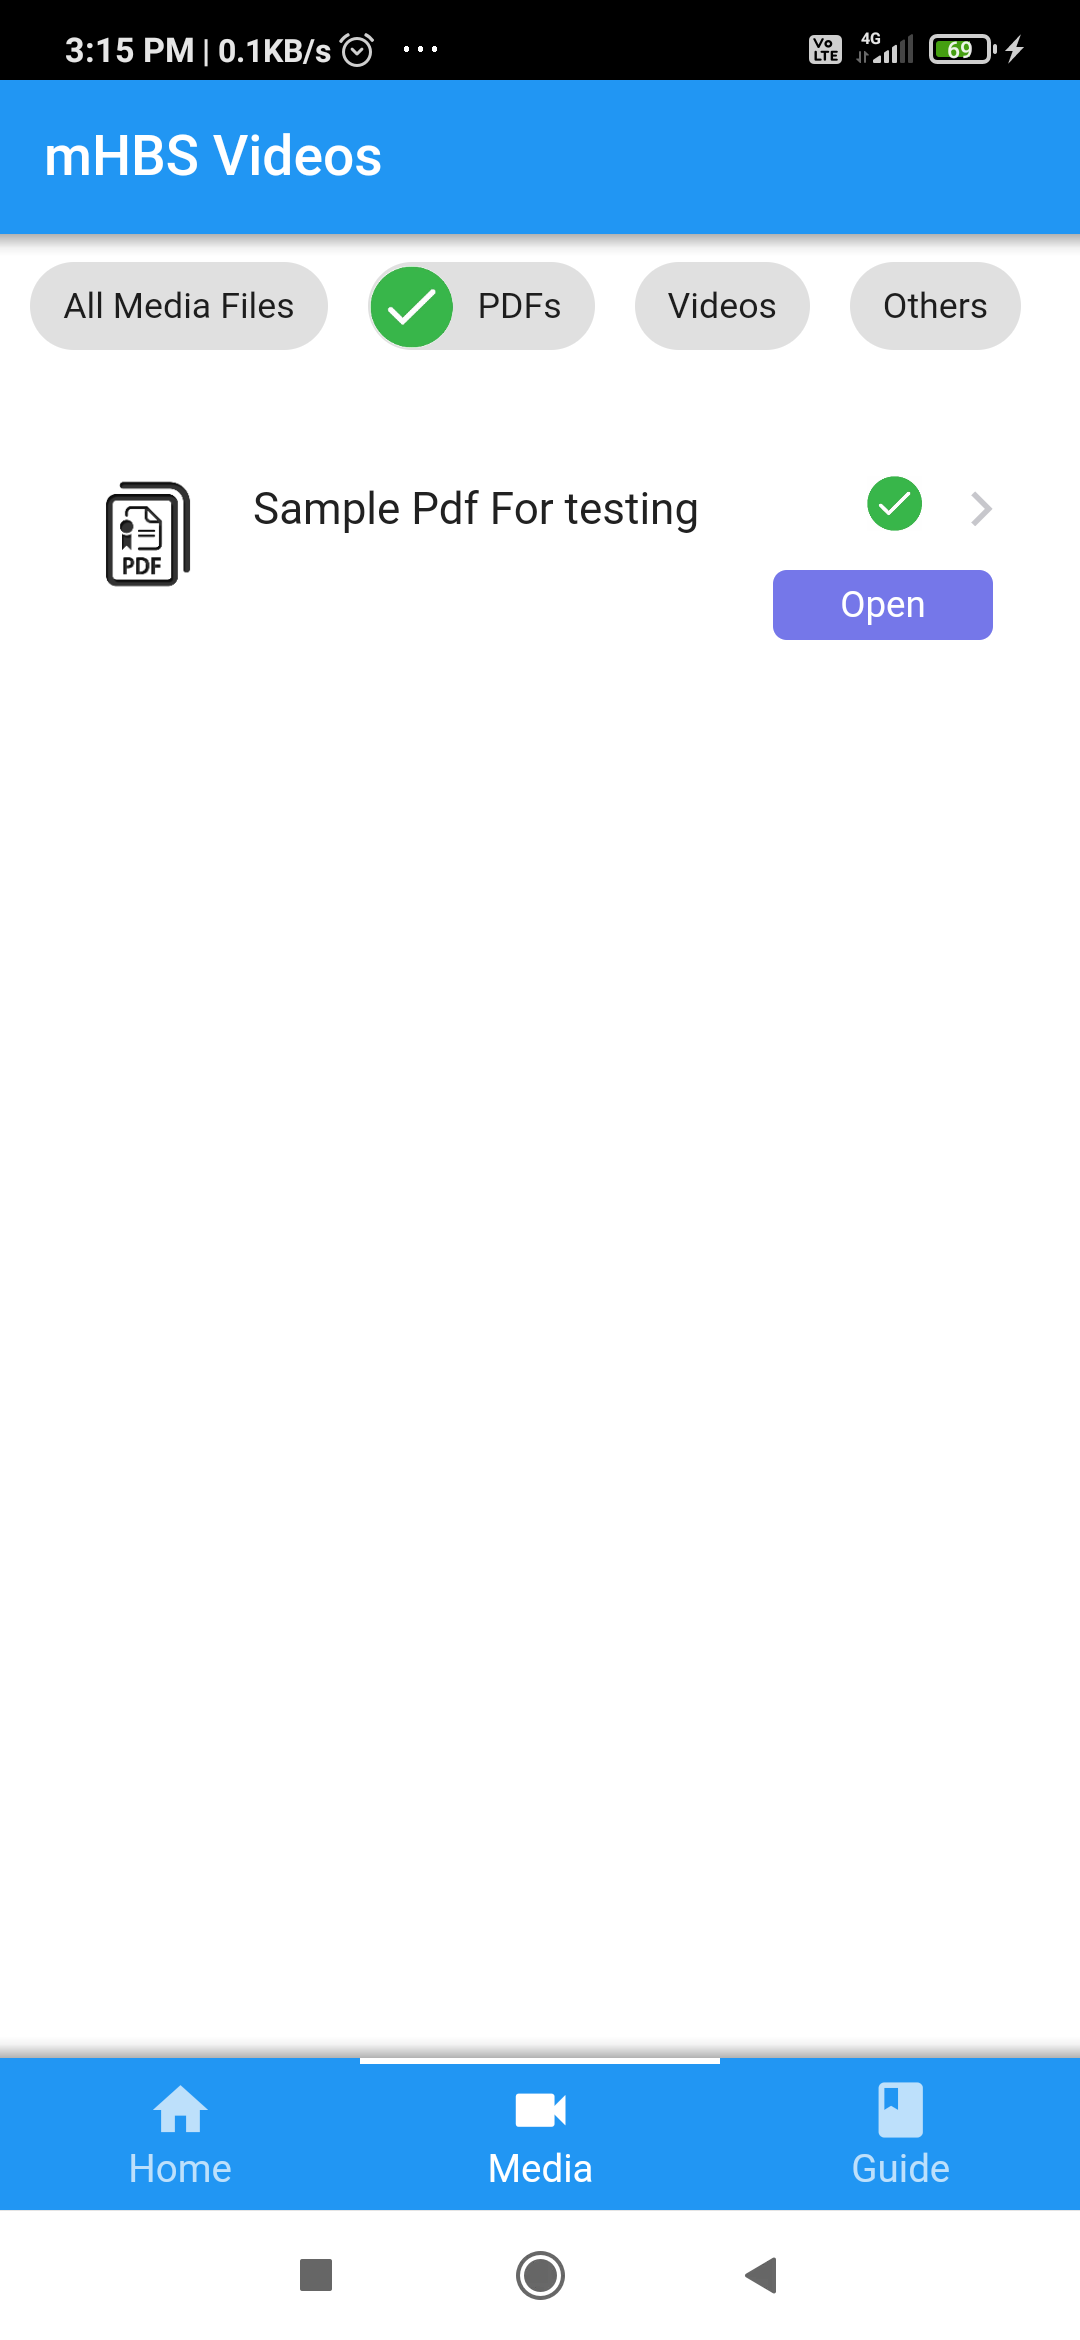 3:15 PM | 0.1KB/s ... Vo LTE 4G 69
mHBS Videos
All Media Files PDFs Videos Others
Sample Pdf For testing
PDF
Open
Home Media Guide